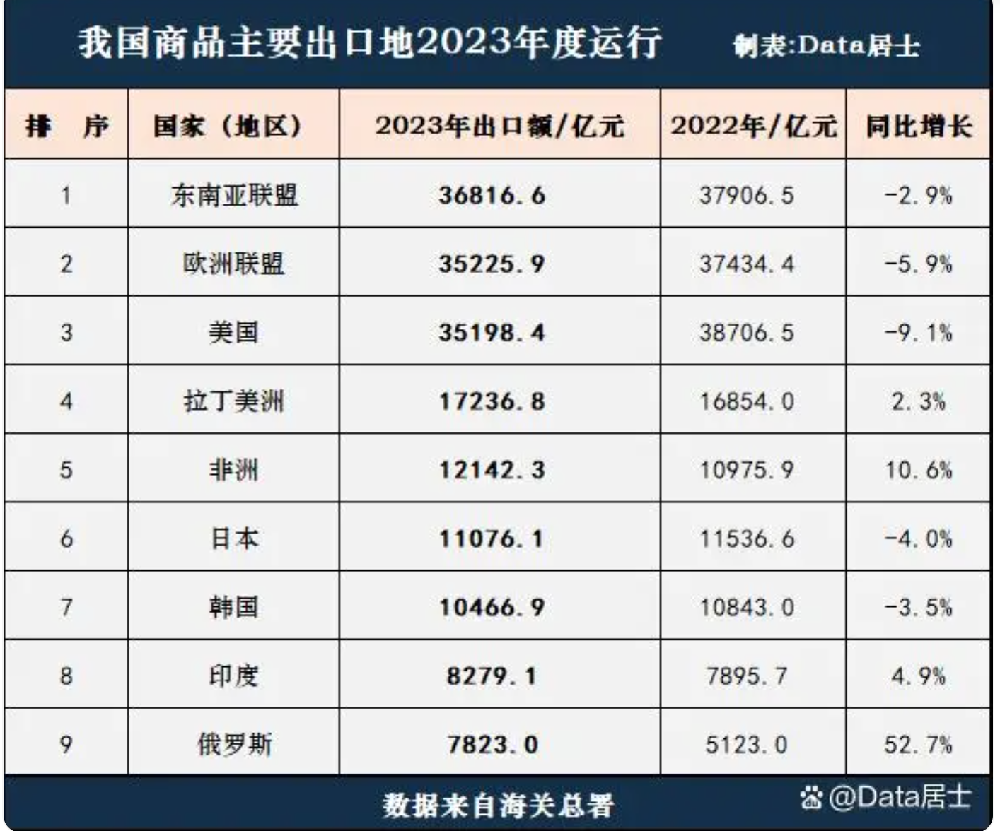 我国商品主要出口地2023年度运行 制表:Data居士
排 序 国家（地区） 2023年出口额/亿元 2022年/亿元 同比增长
1 东南亚联盟 36816.6 37906.5 -2.9%
2 欧洲联盟 35225.9 37434.4 -5.9%
3 美国 35198.4 38706.5 -9.1%
4 拉丁美洲 17236.8 16854.0 2.3%
5 非洲 12142.3 10975.9 10.6%
6 日本 11076.1 11536.6 -4.0%
7 韩国 10466.9 10843.0 -3.5%
8 印度 8279.1 7895.7 4.9%
9 俄罗斯 7823.0 5123.0 52.7%
数据来自海关总署
du @Data居士